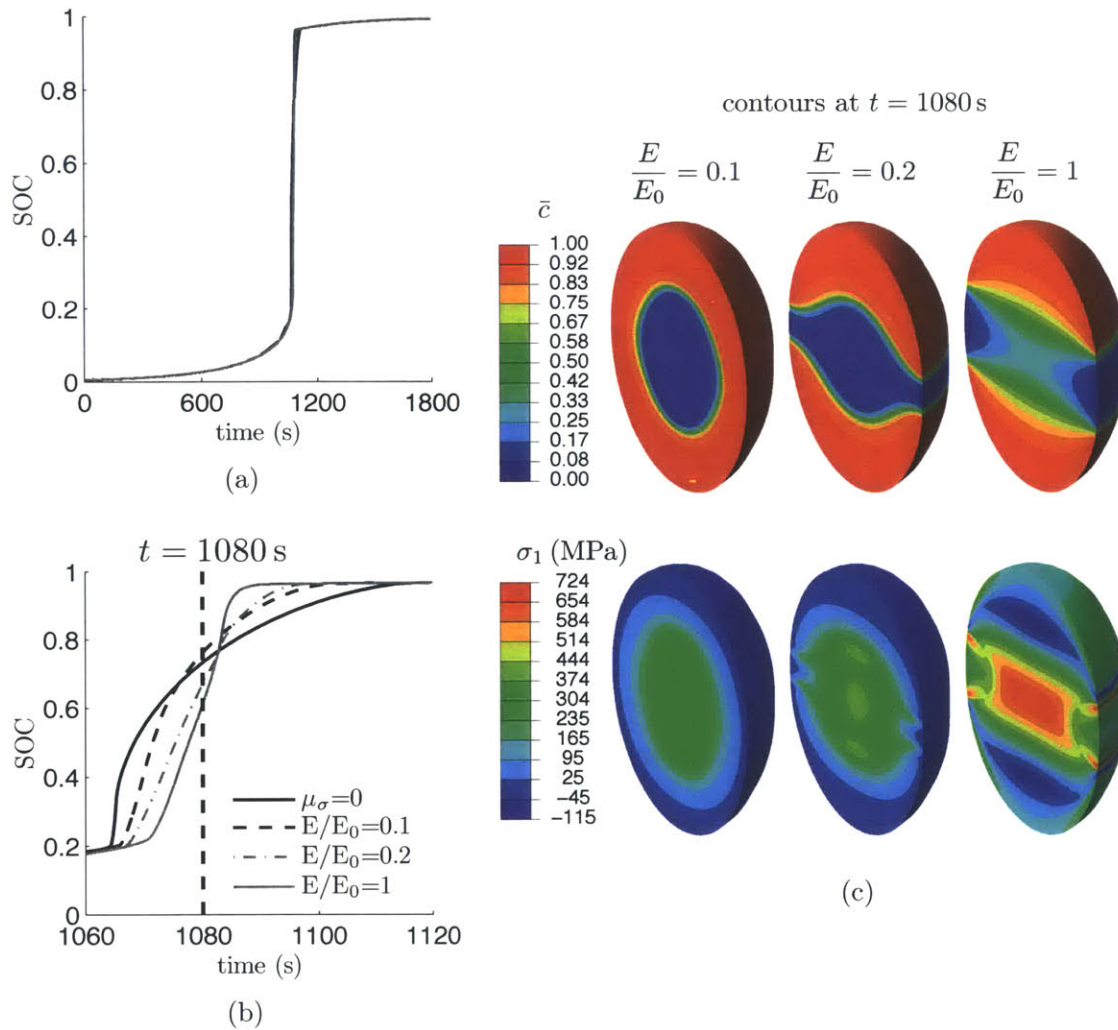 1
0.8
0.6
0.4
0.2
0
SOC
0 600 1200 1800
time (s)
(a)
t = 1080 s
1
0.8
0.6
0.4
0.2
0
SOC
μσ=0
E/E0=0.1
E/E0=0.2
E/E0=1
1060 1080 1100 1120
time (s)
(b)
contours at t = 1080 s
E/E0 = 0.1 E/E0 = 0.2 E/E0 = 1
c̄
1.00
0.92
0.83
0.75
0.67
0.58
0.50
0.42
0.33
0.25
0.17
0.08
0.00
σ1 (MPa)
724
654
584
514
444
374
304
235
165
95
25
−45
−115
(c)